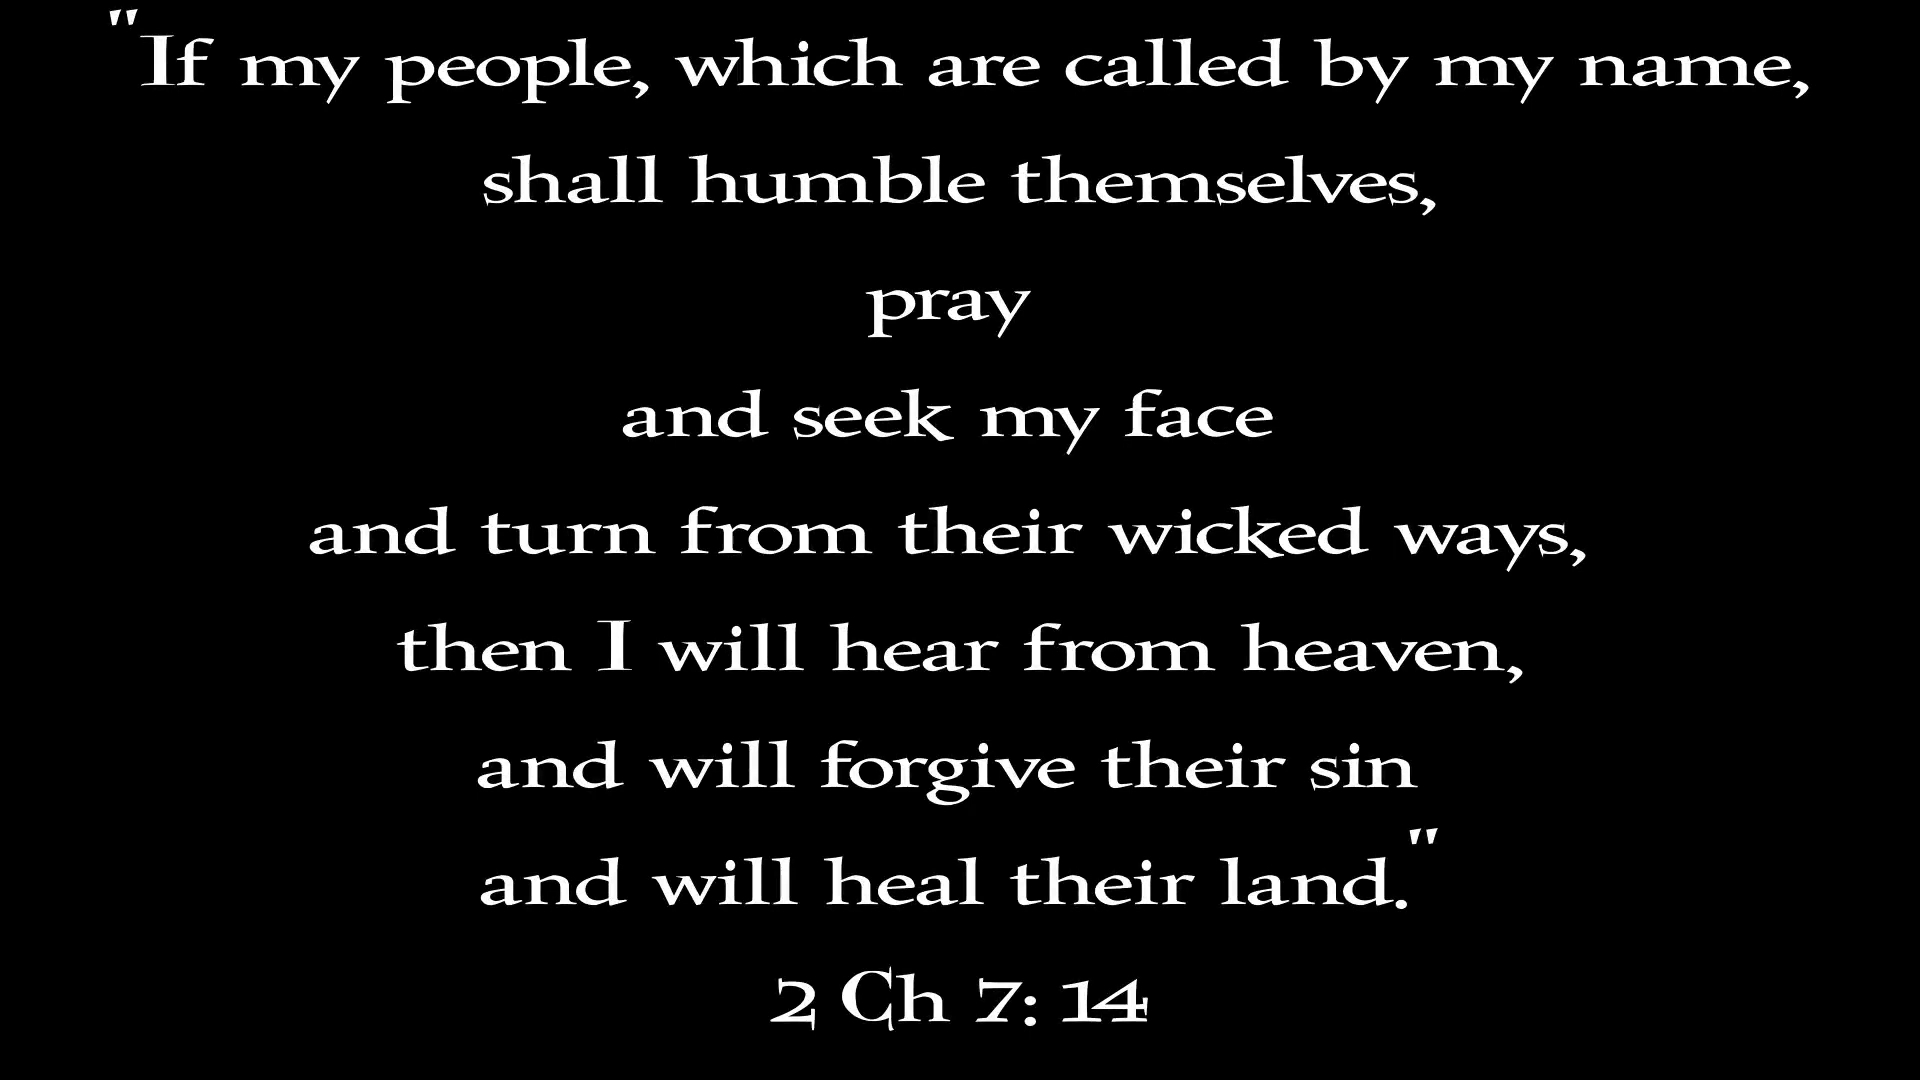 "If my people, which are called by my name,
shall humble themselves,
pray
and seek my face
and turn from their wicked ways,
then I will hear from heaven,
and will forgive their sin
and will heal their land."
2 Ch 7: 14